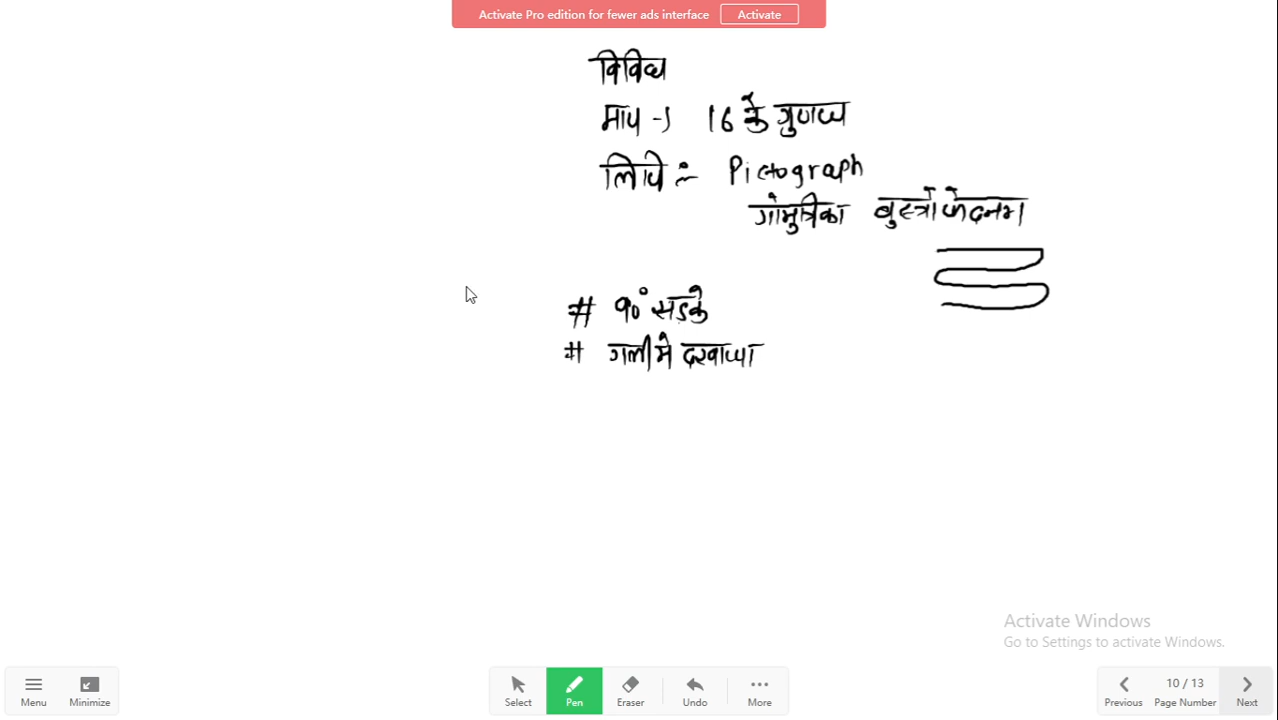 Activate Pro edition for fewer ads interface Activate
विविध
माप -> 16 के गुणज
लिपि :- Pictograph
गोमुत्रिका बुस्त्रोफेदनम
# 90° सड़के
# गली मे दरवाजा
Activate Windows
Go to Settings to activate Windows.
Menu Minimize Select Pen Eraser Undo More Previous 10 / 13 Page Number Next